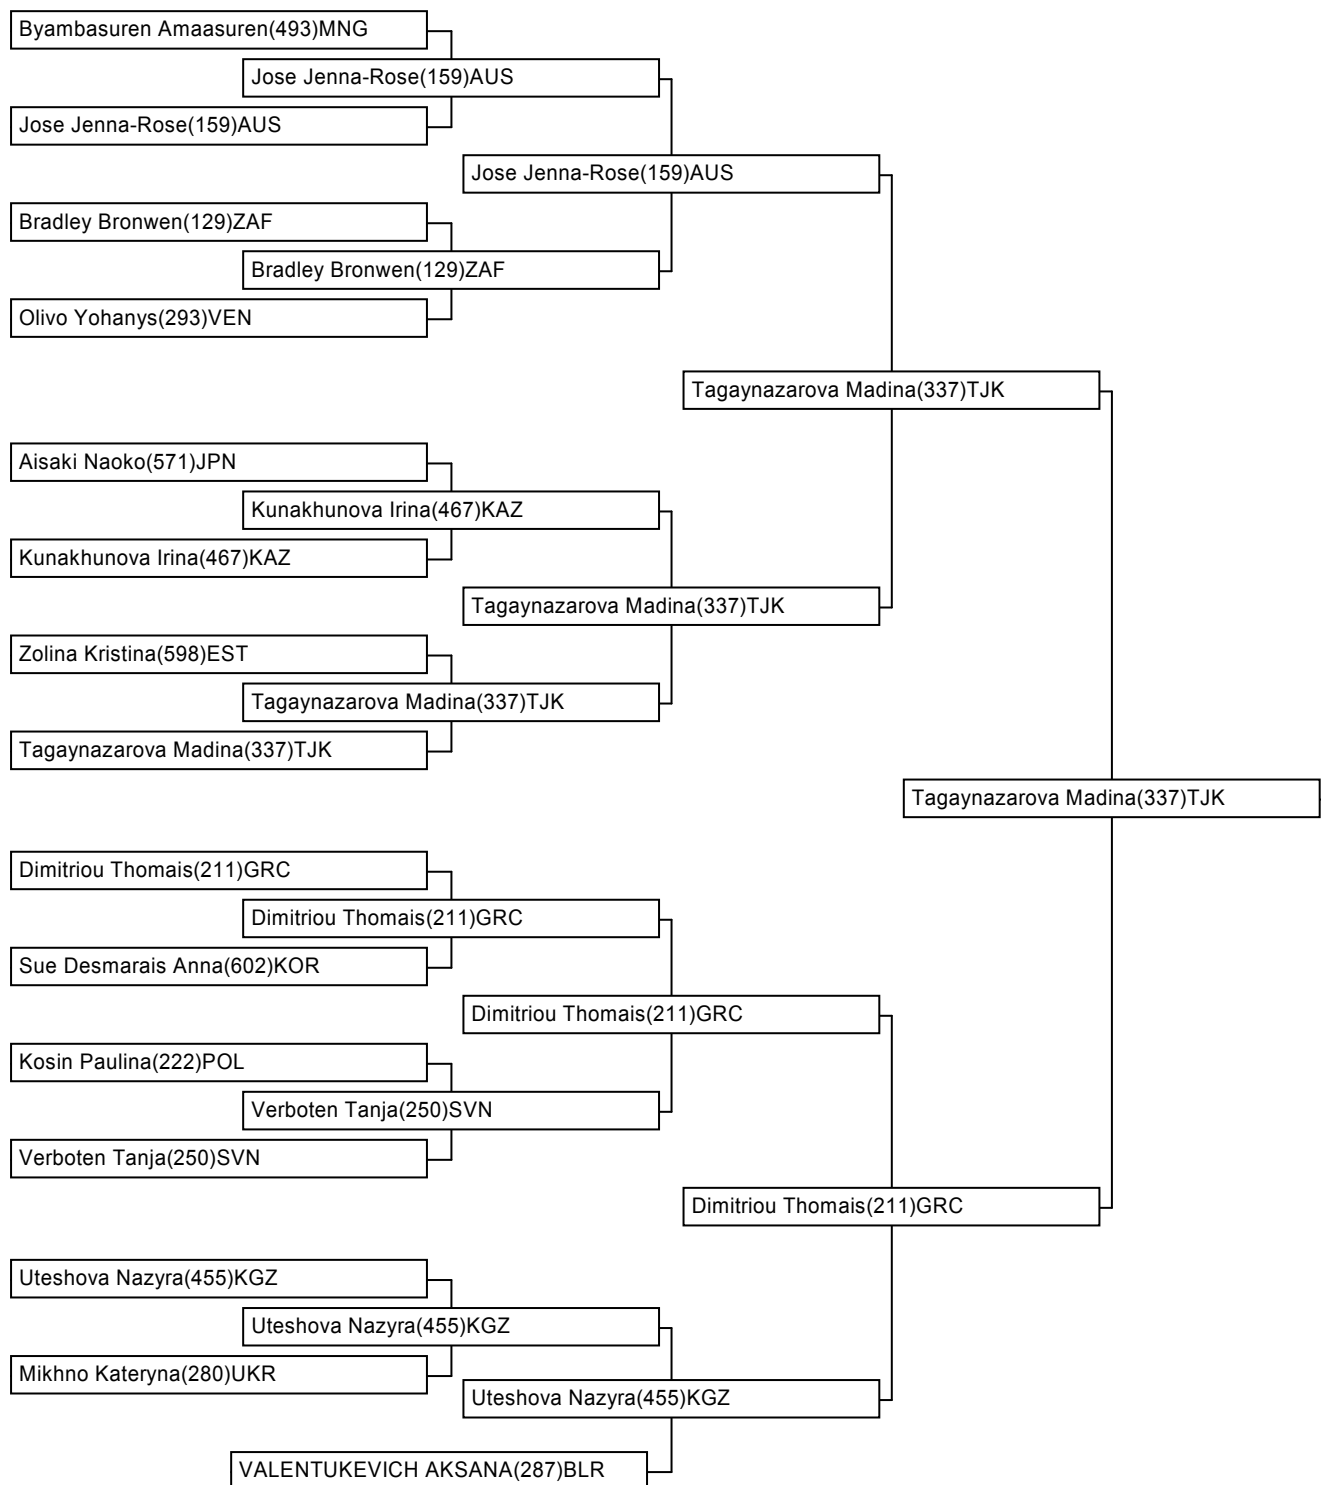 Byambasuren Amaasuren(493)MNG
Jose Jenna-Rose(159)AUS
Jose Jenna-Rose(159)AUS
Jose Jenna-Rose(159)AUS
Bradley Bronwen(129)ZAF
Bradley Bronwen(129)ZAF
Olivo Yohanys(293)VEN
Tagaynazarova Madina(337)TJK
Aisaki Naoko(571)JPN
Kunakhunova Irina(467)KAZ
Kunakhunova Irina(467)KAZ
Tagaynazarova Madina(337)TJK
Zolina Kristina(598)EST
Tagaynazarova Madina(337)TJK
Tagaynazarova Madina(337)TJK
Tagaynazarova Madina(337)TJK
Dimitriou Thomais(211)GRC
Dimitriou Thomais(211)GRC
Sue Desmarais Anna(602)KOR
Dimitriou Thomais(211)GRC
Kosin Paulina(222)POL
Verboten Tanja(250)SVN
Verboten Tanja(250)SVN
Dimitriou Thomais(211)GRC
Uteshova Nazyra(455)KGZ
Uteshova Nazyra(455)KGZ
Mikhno Kateryna(280)UKR
Uteshova Nazyra(455)KGZ
VALENTUKEVICH AKSANA(287)BLR